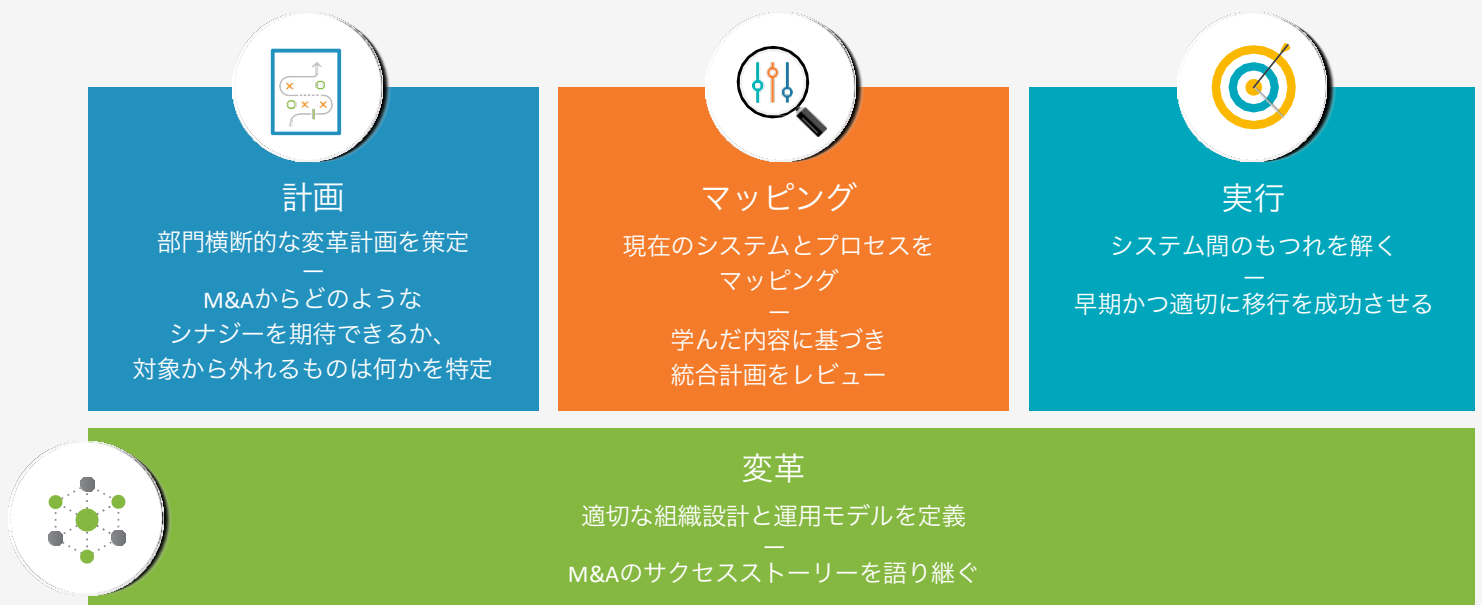 計画
部門横断的な変革計画を策定
—
M&Aからどのような
シナジーを期待できるか、
対象から外れるものは何かを特定
マッピング
現在のシステムとプロセスを
マッピング
—
学んだ内容に基づき
統合計画をレビュー
実行
システム間のもつれを解く
—
早期かつ適切に移行を成功させる
変革
適切な組織設計と運用モデルを定義
—
M&Aのサクセスストーリーを語り継ぐ